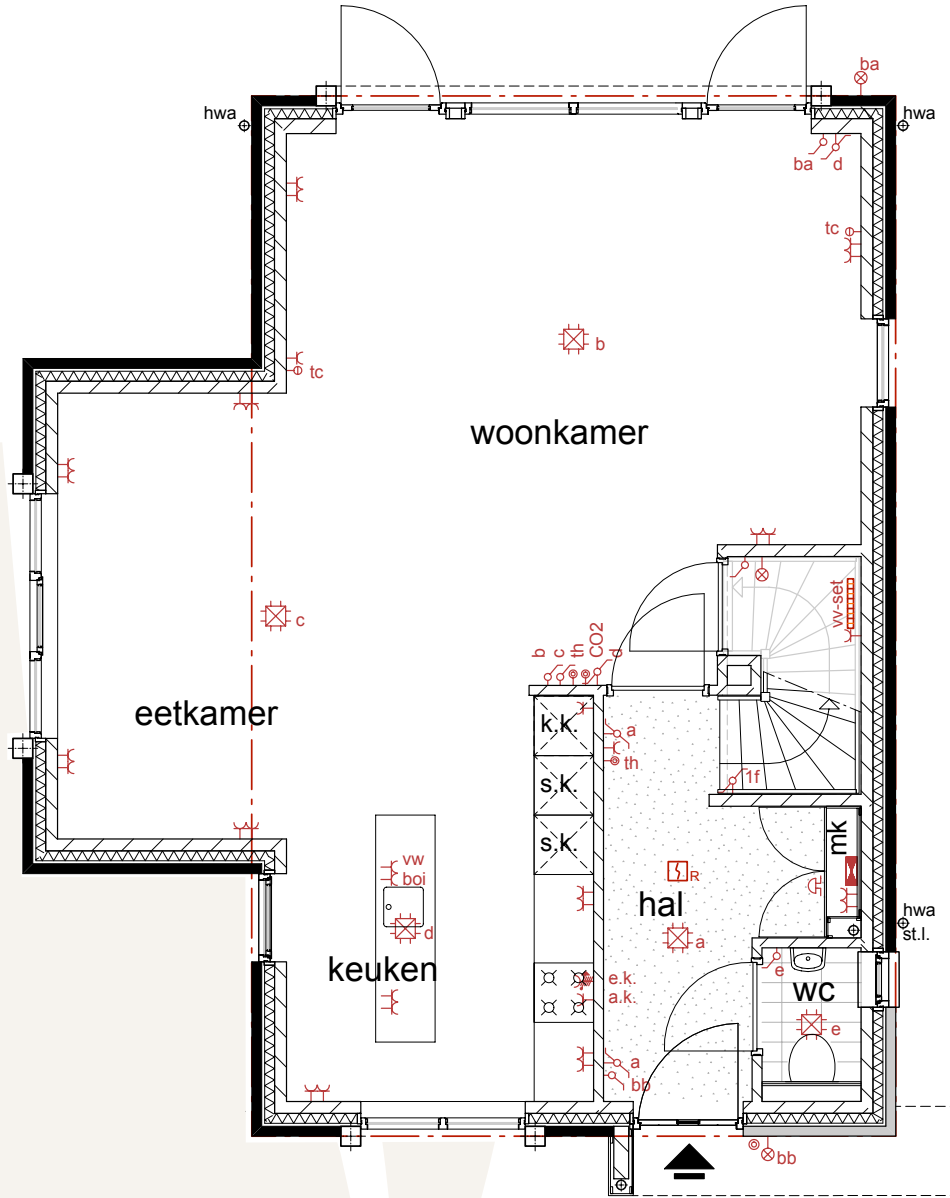 ba
hwa
hwa
ba d
tc
b
tc
woonkamer
vv-set
c
b c th CO2 d
eetkamer
k.k.
a
th
s.k.
1f
s.k.
mk
vw
boi
R
hal
hwa
st.l.
d
a
keuken
e
wc
e.k.
a.k.
e
a
bb
bb